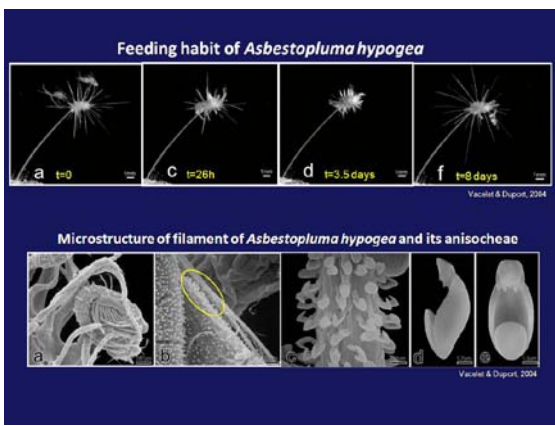 Feeding habit of Asbestopluma hypogea
a t=0
c t=26h
d t=3.5 days
f t=8 days
Vacelet & Duport, 2004
Microstructure of filament of Asbestopluma hypogea and its anisocheae
a b c d e
Vacelet & Duport, 2004